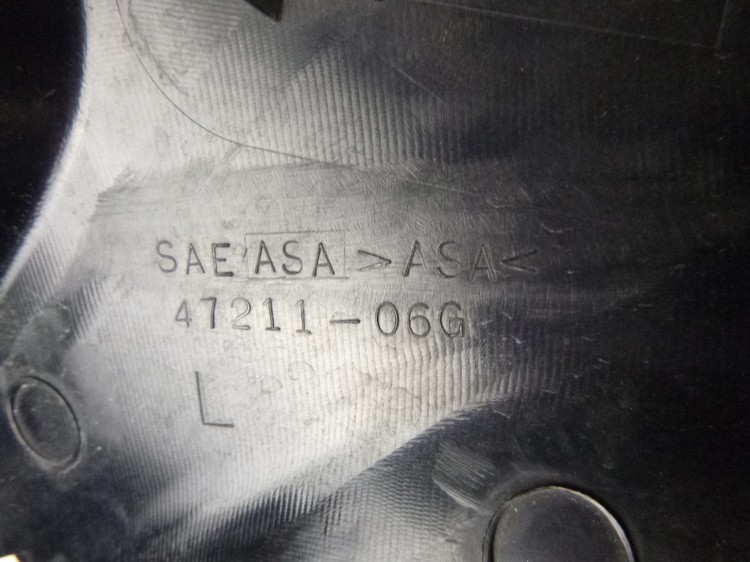 SAE ASA >ASA<
47211-06G
L